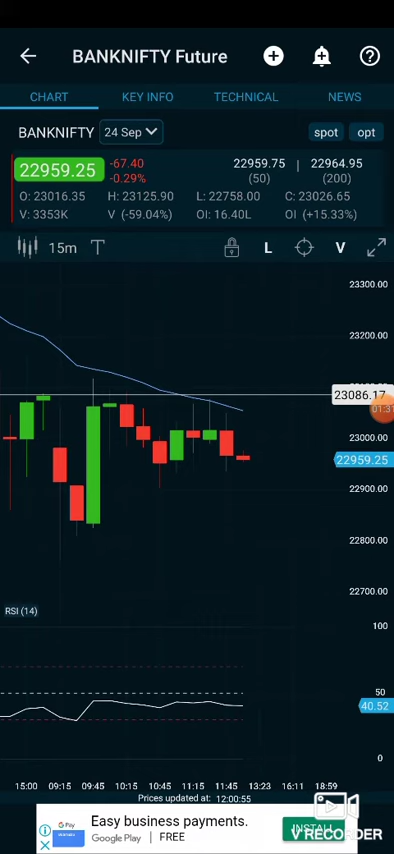 BANKNIFTY Future
CHART KEY INFO TECHNICAL NEWS
BANKNIFTY 24 Sep spot opt
22959.25 -67.40 22959.75 | 22964.95
-0.29% (50) (200)
O: 23016.35 H: 23125.90 L: 22758.00 C: 23026.65
V: 3353K V (-59.04%) OI: 16.40L OI (+15.33%)
15m T L V
23300.00
23200.00
23086.17
01:31
23000.00
22959.25
22900.00
22800.00
22700.00
RSI (14)
100
50
40.52
0
15:00 09:15 09:45 10:15 10:45 11:15 11:45 13:23 16:11 18:59
Prices updated at: 12:00:55
Easy business payments.
G Pay
Google Play | FREE
INSTALL
V RECORDER